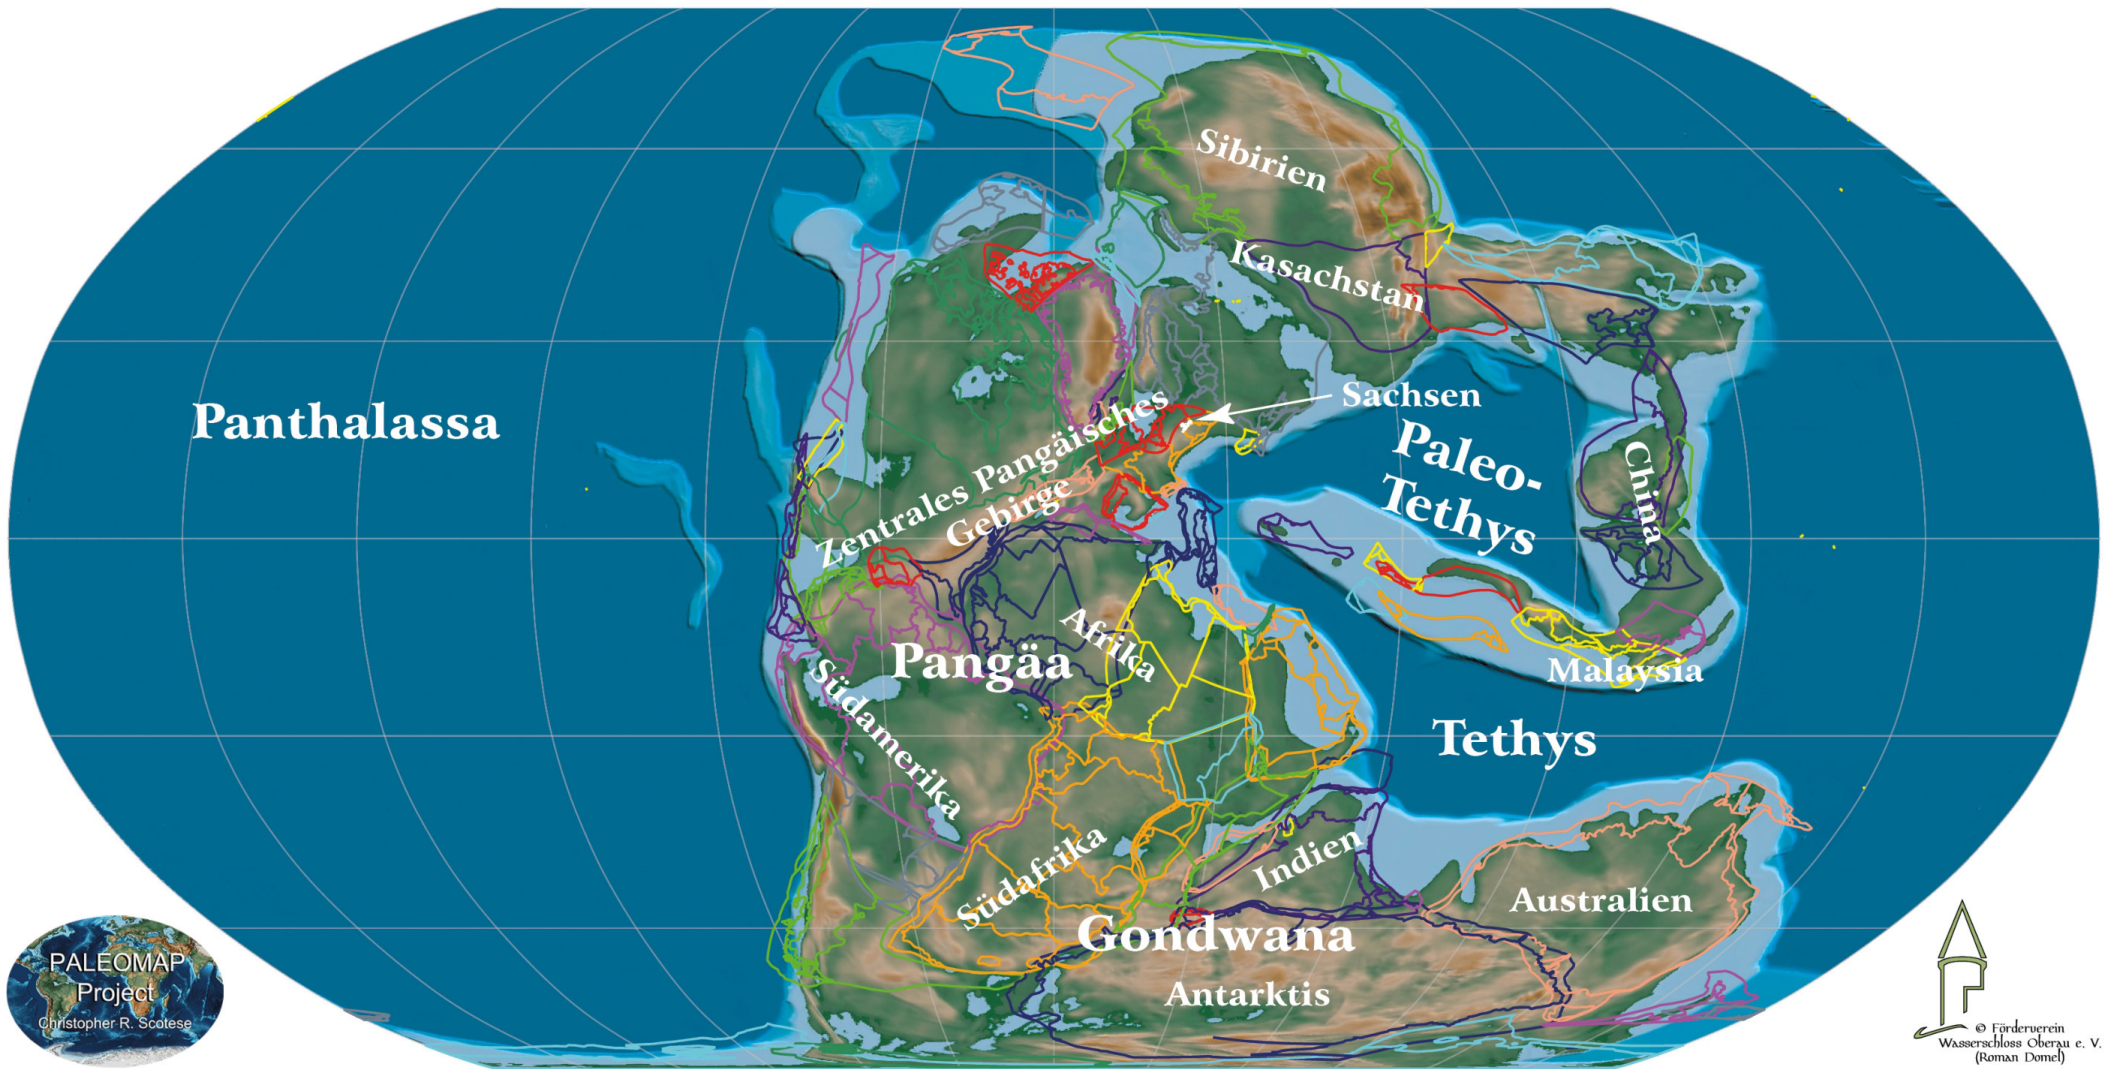 Sibirien
Kasachstan
Sachsen
Panthalassa
Paleo-
Tethys
China
Zentrales Pangäisches
Gebirge
Afrika
Pangäa
Malaysia
Südamerika
Tethys
Südafrika
Indien
Australien
Gondwana
Antarktis
PALEOMAP
Project
Christopher R. Scotese
© Förderverein
Wasserschloss Oberau e. V.
(Roman Domel)